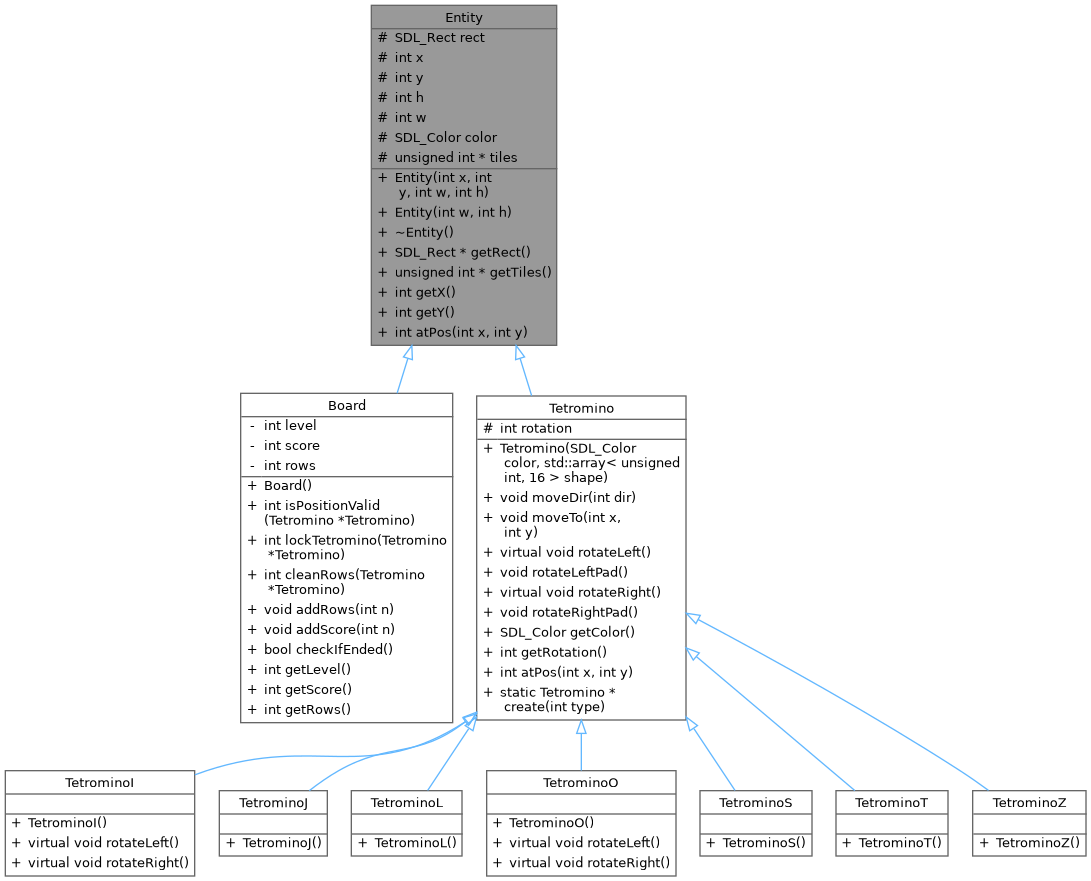 Entity
# SDL_Rect rect
# int x
# int y
# int h
# int w
# SDL_Color color
# unsigned int * tiles
+ Entity(int x, int
y, int w, int h)
+ Entity(int w, int h)
+ ~Entity()
+ SDL_Rect * getRect()
+ unsigned int * getTiles()
+ int getX()
+ int getY()
+ int atPos(int x, int y)
Board
- int level
- int score
- int rows
+ Board()
+ int isPositionValid
(Tetromino *Tetromino)
+ int lockTetromino(Tetromino
*Tetromino)
+ int cleanRows(Tetromino
*Tetromino)
+ void addRows(int n)
+ void addScore(int n)
+ bool checkIfEnded()
+ int getLevel()
+ int getScore()
+ int getRows()
Tetromino
# int rotation
+ Tetromino(SDL_Color
color, std::array< unsigned
int, 16 > shape)
+ void moveDir(int dir)
+ void moveTo(int x,
int y)
+ virtual void rotateLeft()
+ void rotateLeftPad()
+ virtual void rotateRight()
+ void rotateRightPad()
+ SDL_Color getColor()
+ int getRotation()
+ int atPos(int x, int y)
+ static Tetromino *
create(int type)
TetrominoI
+ TetrominoI()
+ virtual void rotateLeft()
+ virtual void rotateRight()
TetrominoJ
+ TetrominoJ()
TetrominoL
+ TetrominoL()
TetrominoO
+ TetrominoO()
+ virtual void rotateLeft()
+ virtual void rotateRight()
TetrominoS
+ TetrominoS()
TetrominoT
+ TetrominoT()
TetrominoZ
+ TetrominoZ()